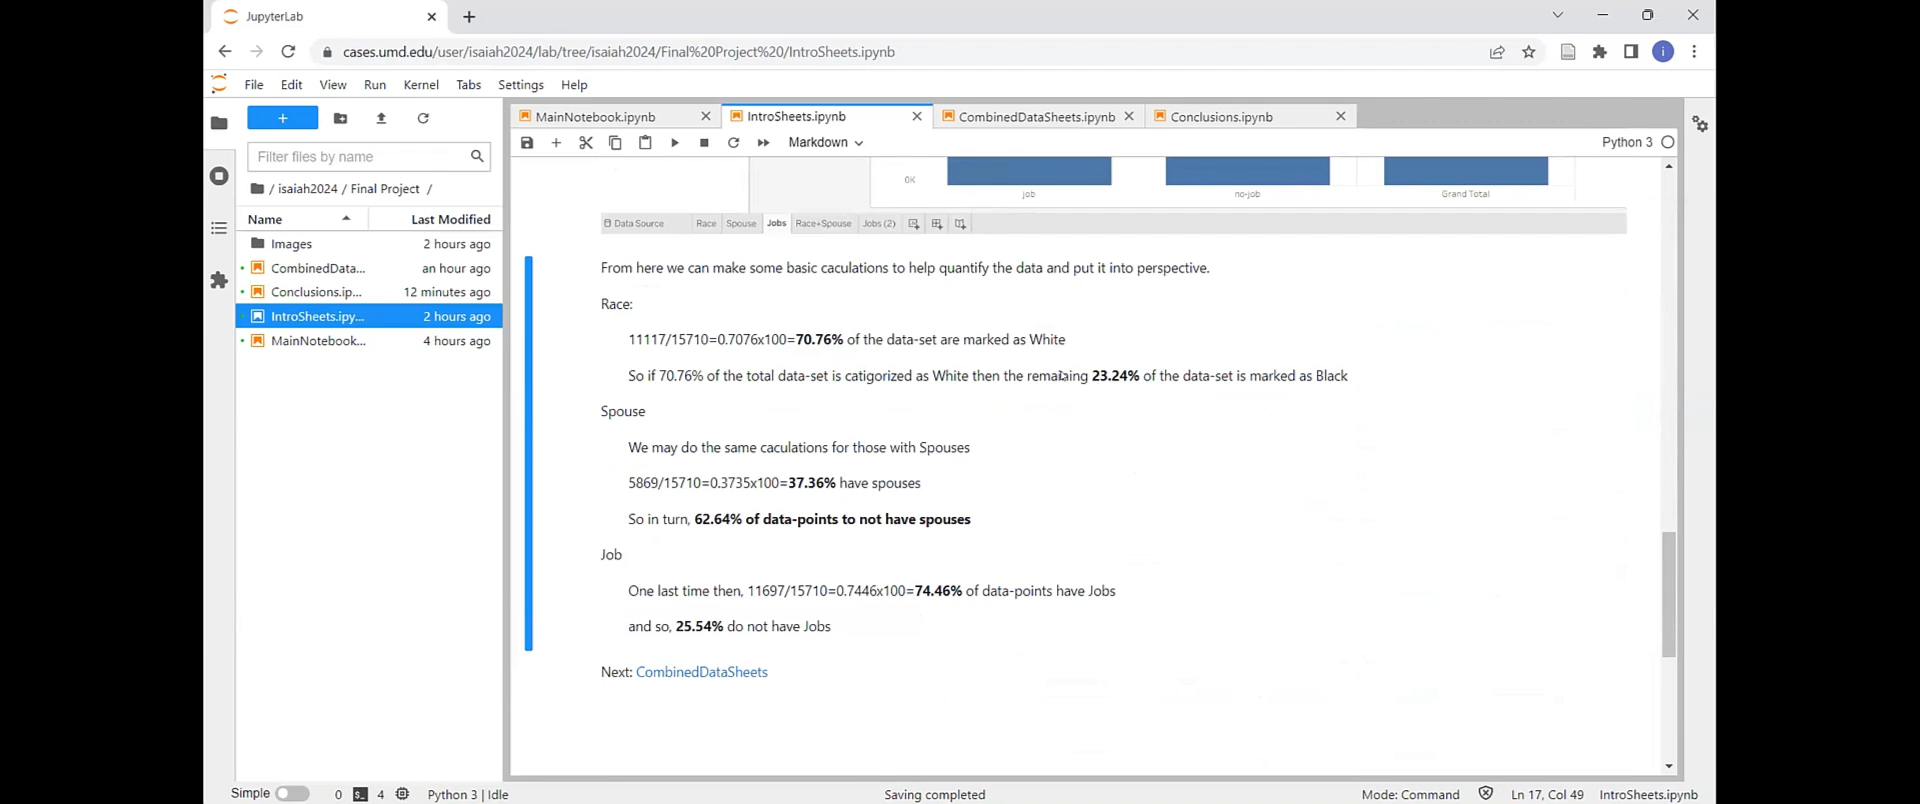 JupyterLab
cases.umd.edu/user/isaiah2024/lab/tree/isaiah2024/Final%20Project%20/IntroSheets.ipynb
i
File Edit View Run Kernel Tabs Settings Help
MainNotebook.ipynb IntroSheets.ipynb CombinedDataSheets.ipynb Conclusions.ipynb
Markdown Python 3
Filter files by name
/ isaiah2024 / Final Project /
Name Last Modified
Images 2 hours ago
CombinedData... an hour ago
Conclusions.ip... 12 minutes ago
IntroSheets.ipy... 2 hours ago
MainNotebook... 4 hours ago
0K
job no-job Grand Total
Data Source Race Spouse Jobs Race+Spouse Jobs (2)
From here we can make some basic caculations to help quantify the data and put it into perspective.
Race:
11117/15710=0.7076x100=70.76% of the data-set are marked as White
So if 70.76% of the total data-set is catigorized as White then the remaining 23.24% of the data-set is marked as Black
Spouse
We may do the same caculations for those with Spouses
5869/15710=0.3735x100=37.36% have spouses
So in turn, 62.64% of data-points to not have spouses
Job
One last time then, 11697/15710=0.7446x100=74.46% of data-points have Jobs
and so, 25.54% do not have Jobs
Next: CombinedDataSheets
Simple 0 $_ 4 Python 3 | Idle Saving completed Mode: Command Ln 17, Col 49 IntroSheets.ipynb